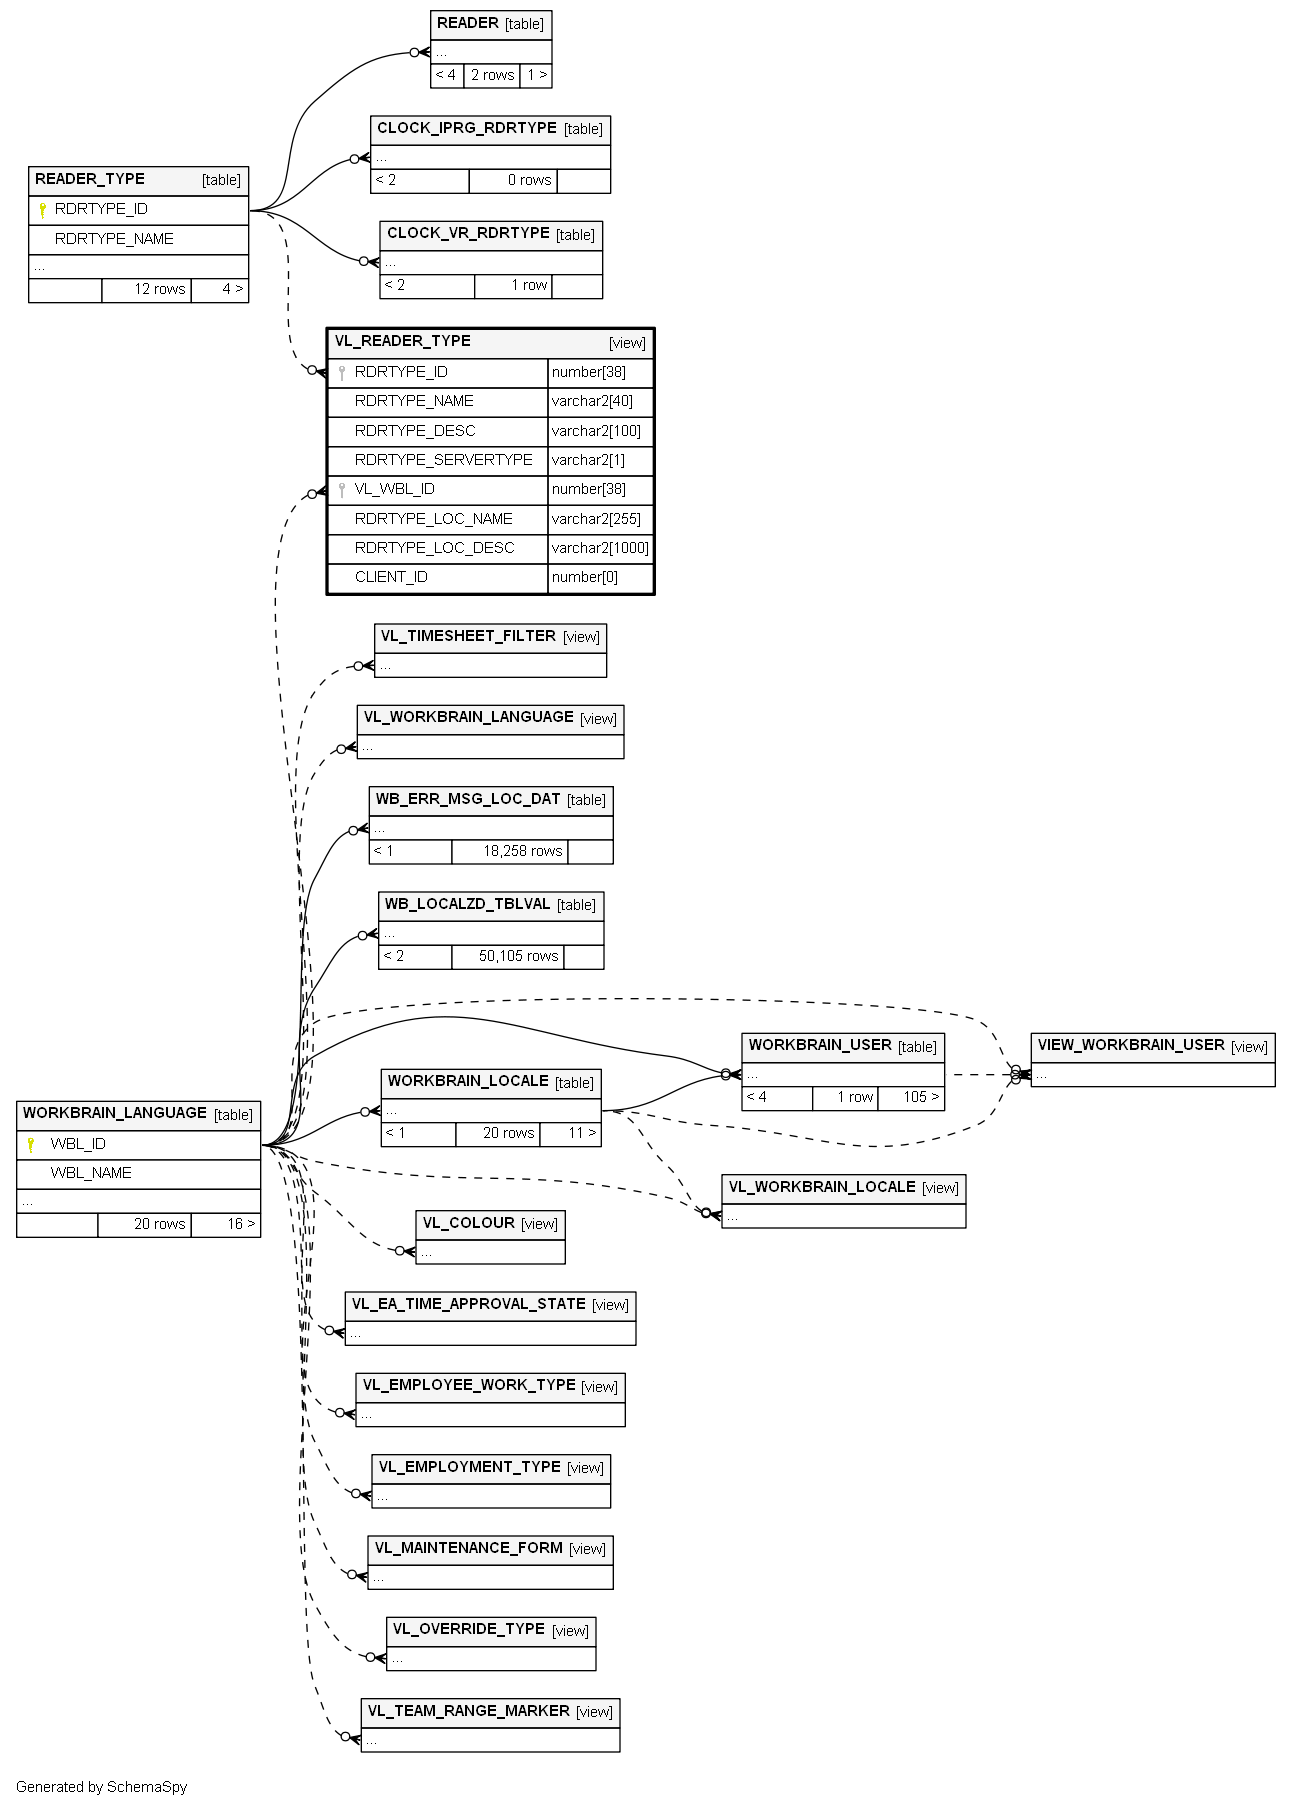 READER [table]
...
< 4 2 rows 1 >
CLOCK_IPRG_RDRTYPE [table]
...
< 2 0 rows
READER_TYPE [table]
RDRTYPE_ID
RDRTYPE_NAME
...
12 rows 4 >
CLOCK_VR_RDRTYPE [table]
...
< 2 1 row
VL_READER_TYPE [view]
RDRTYPE_ID number[38]
RDRTYPE_NAME varchar2[40]
RDRTYPE_DESC varchar2[100]
RDRTYPE_SERVERTYPE varchar2[1]
VL_WBL_ID number[38]
RDRTYPE_LOC_NAME varchar2[255]
RDRTYPE_LOC_DESC varchar2[1000]
CLIENT_ID number[0]
VL_TIMESHEET_FILTER [view]
...
VL_WORKBRAIN_LANGUAGE [view]
...
WB_ERR_MSG_LOC_DAT [table]
...
< 1 18,258 rows
WB_LOCALZD_TBLVAL [table]
...
< 2 50,105 rows
WORKBRAIN_USER [table]
...
< 4 1 row 105 >
VIEW_WORKBRAIN_USER [view]
...
WORKBRAIN_LOCALE [table]
...
< 1 20 rows 11 >
WORKBRAIN_LANGUAGE [table]
WBL_ID
WBL_NAME
...
20 rows 16 >
VL_WORKBRAIN_LOCALE [view]
...
VL_COLOUR [view]
...
VL_EA_TIME_APPROVAL_STATE [view]
...
VL_EMPLOYEE_WORK_TYPE [view]
...
VL_EMPLOYMENT_TYPE [view]
...
VL_MAINTENANCE_FORM [view]
...
VL_OVERRIDE_TYPE [view]
...
VL_TEAM_RANGE_MARKER [view]
...
Generated by SchemaSpy